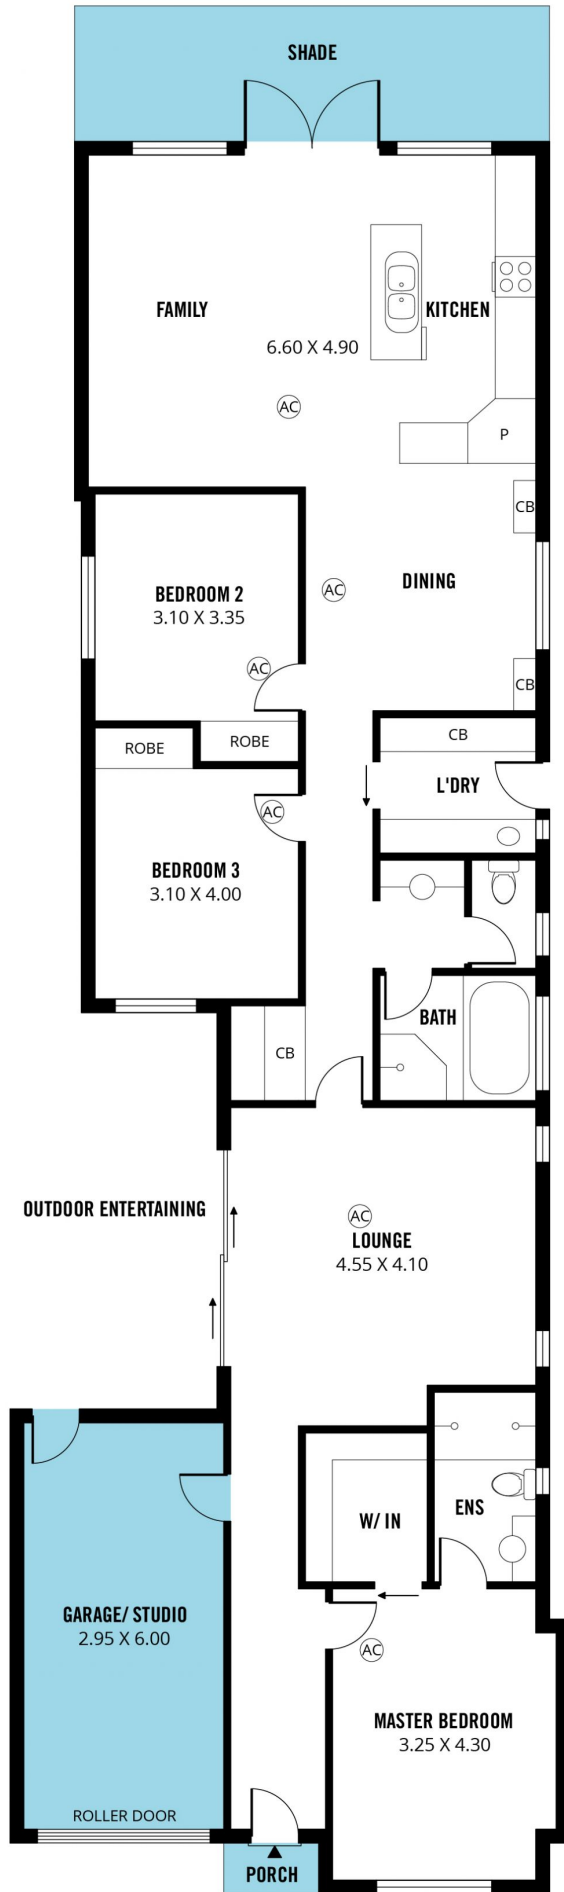 SHADE
FAMILY
KITCHEN
6.60 X 4.90
AC
P
CB
BEDROOM 2
3.10 X 3.35
AC
DINING
AC
CB
ROBE
ROBE
CB
L'DRY
AC
BEDROOM 3
3.10 X 4.00
BATH
CB
OUTDOOR ENTERTAINING
AC
LOUNGE
4.55 X 4.10
W/ IN
ENS
GARAGE/ STUDIO
2.95 X 6.00
AC
MASTER BEDROOM
3.25 X 4.30
ROLLER DOOR
PORCH